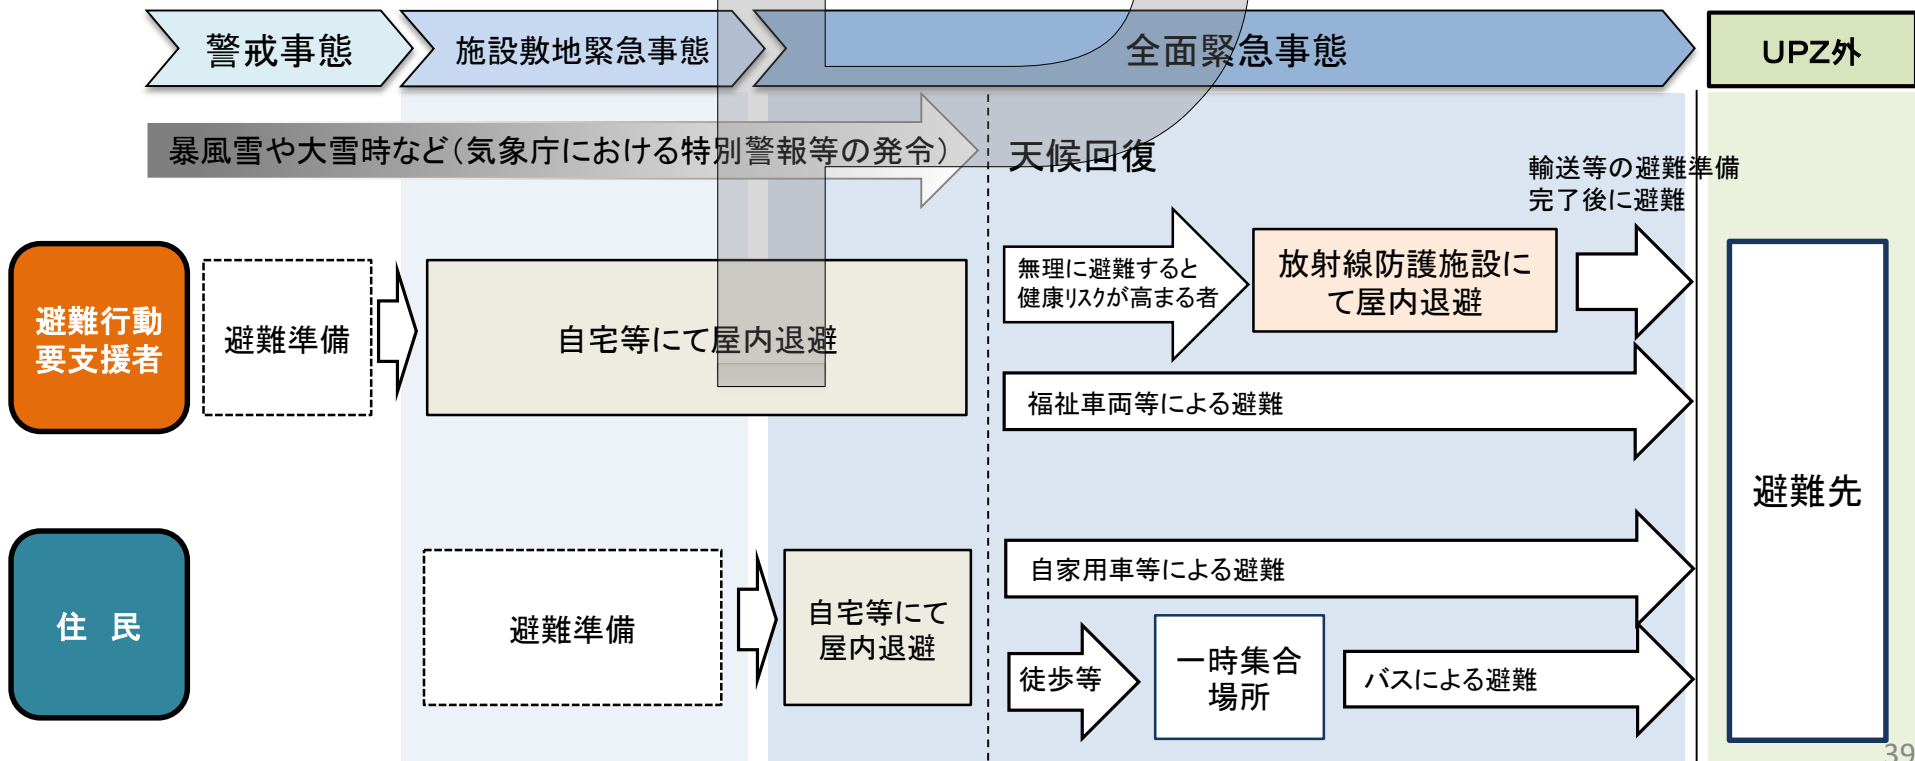 警戒事態
施設敷地緊急事態
全面緊急事態
UPZ外
暴風雪や大雪時など（気象庁における特別警報等の発令）
天候回復
輸送等の避難準備
完了後に避難
避難行動
要支援者
避難準備
自宅等にて屋内退避
無理に避難すると
健康リスクが高まる者
放射線防護施設に
て屋内退避
福祉車両等による避難
避難先
住　民
避難準備
自宅等にて
屋内退避
自家用車等による避難
徒歩等
一時集合
場所
バスによる避難
39